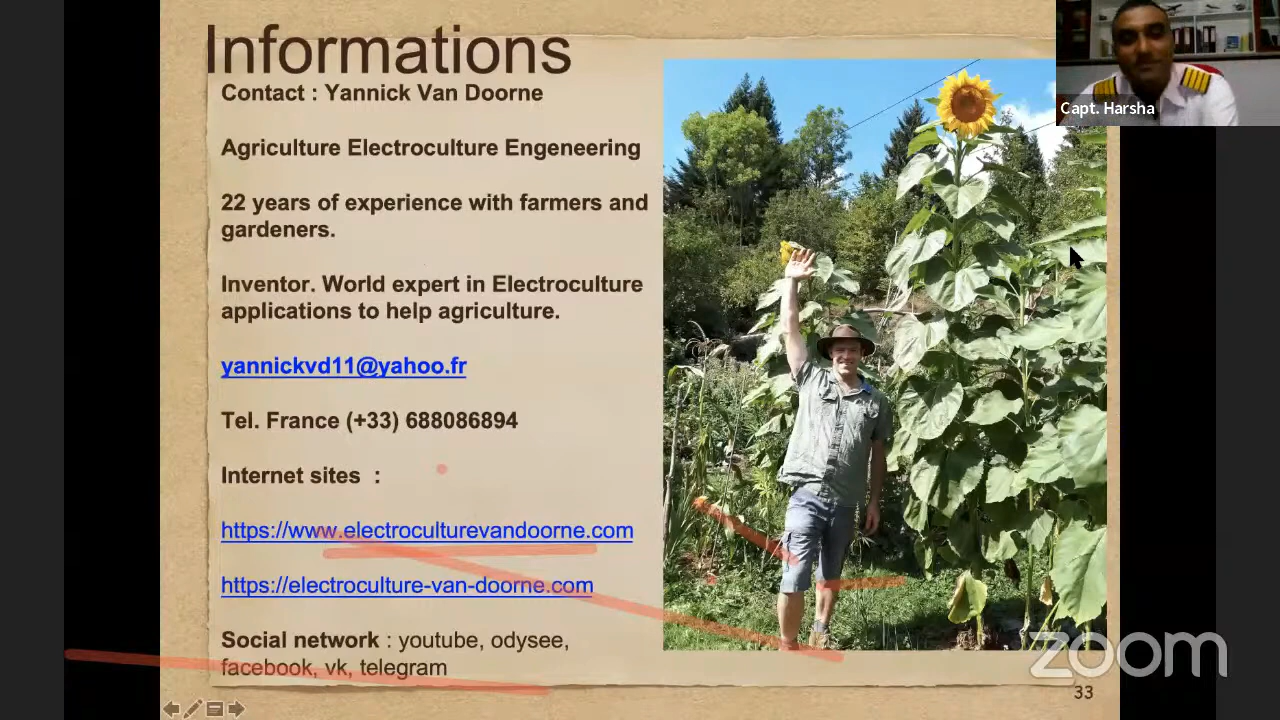 Informations
Contact : Yannick Van Doorne
Agriculture Electroculture Engeneering
22 years of experience with farmers and
gardeners.
Inventor. World expert in Electroculture
applications to help agriculture.
yannickvd11@yahoo.fr
Tel. France (+33) 688086894
Internet sites :
https://www.electroculturevandoorne.com
https://electroculture-van-doorne.com
Social network : youtube, odysee,
facebook, vk, telegram
Capt. Harsha
zoom
33